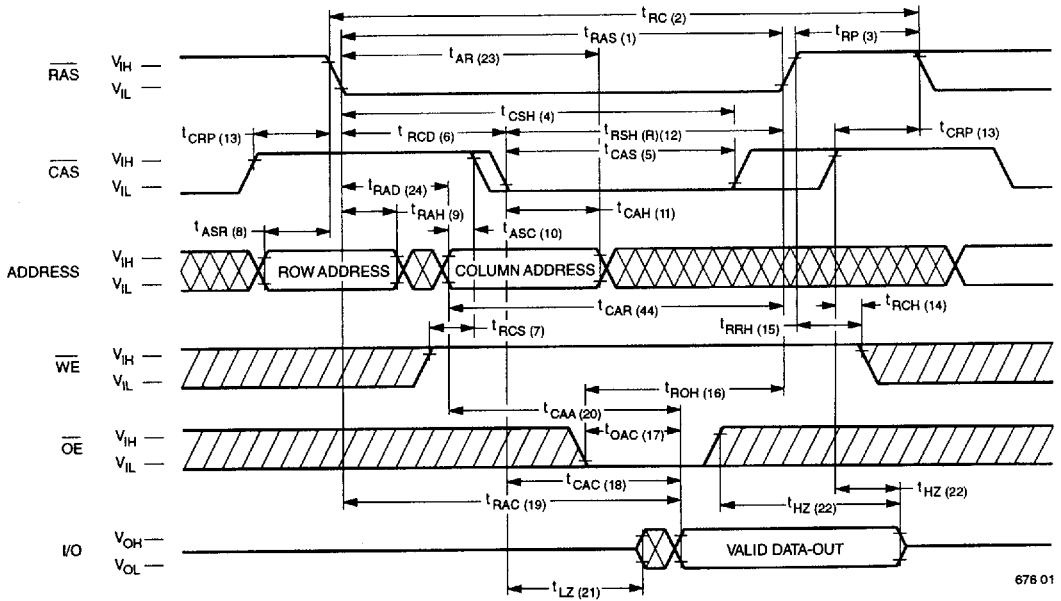 tRC (2)
tRAS (1)
tRP (3)
tAR (23)
RAS
VIH
VIL
tCSH (4)
tCRP (13)
tRCD (6)
tRSH (R)(12)
tCRP (13)
tCAS (5)
CAS
VIH
VIL
tRAD (24)
tRAH (9)
tCAH (11)
tASR (8)
tASC (10)
ADDRESS
VIH
VIL
ROW ADDRESS
COLUMN ADDRESS
tCAR (44)
tRCH (14)
tRCS (7)
tRRH (15)
WE
VIH
VIL
tROH (16)
tCAA (20)
tOAC (17)
OE
VIH
VIL
tCAC (18)
tHZ (22)
tRAC (19)
tHZ (22)
I/O
VOH
VOL
VALID DATA-OUT
676 01
tLZ (21)